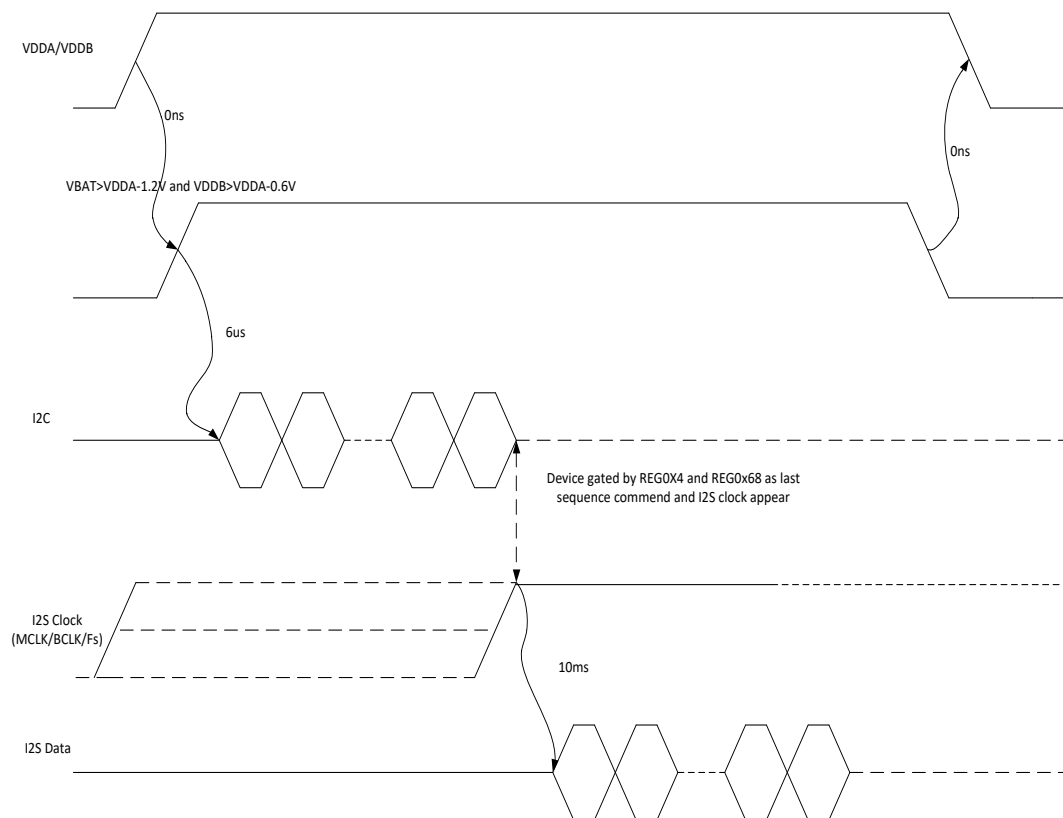 VDDA/VDDB
0ns
0ns
VBAT>VDDA-1.2V and VDDB>VDDA-0.6V
6us
I2C
Device gated by REG0X4 and REG0x68 as last
sequence commend and I2S clock appear
I2S Clock
(MCLK/BCLK/Fs)
10ms
I2S Data